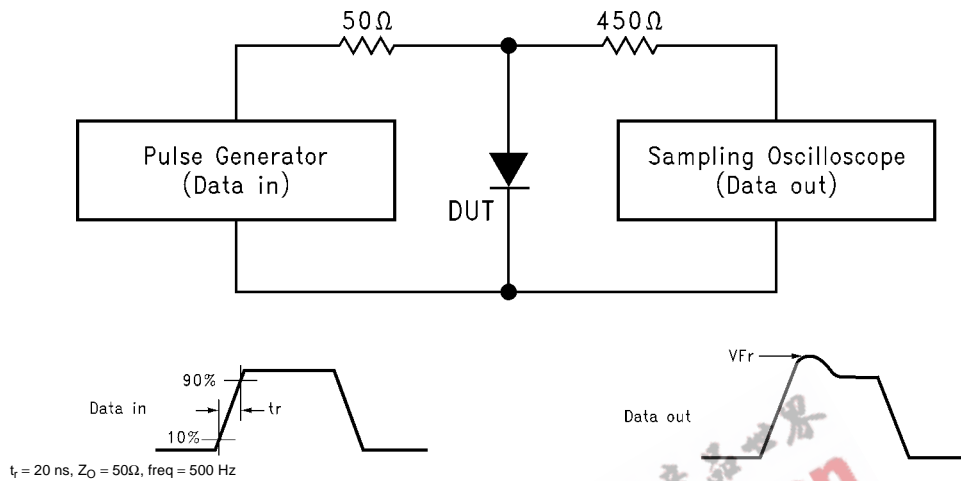 50Ω
450Ω
Pulse Generator
(Data in)
Sampling Oscilloscope
(Data out)
DUT
90%
10%
tr
Data in
VFr
Data out
tr = 20 ns, ZO = 50Ω, freq = 500 Hz